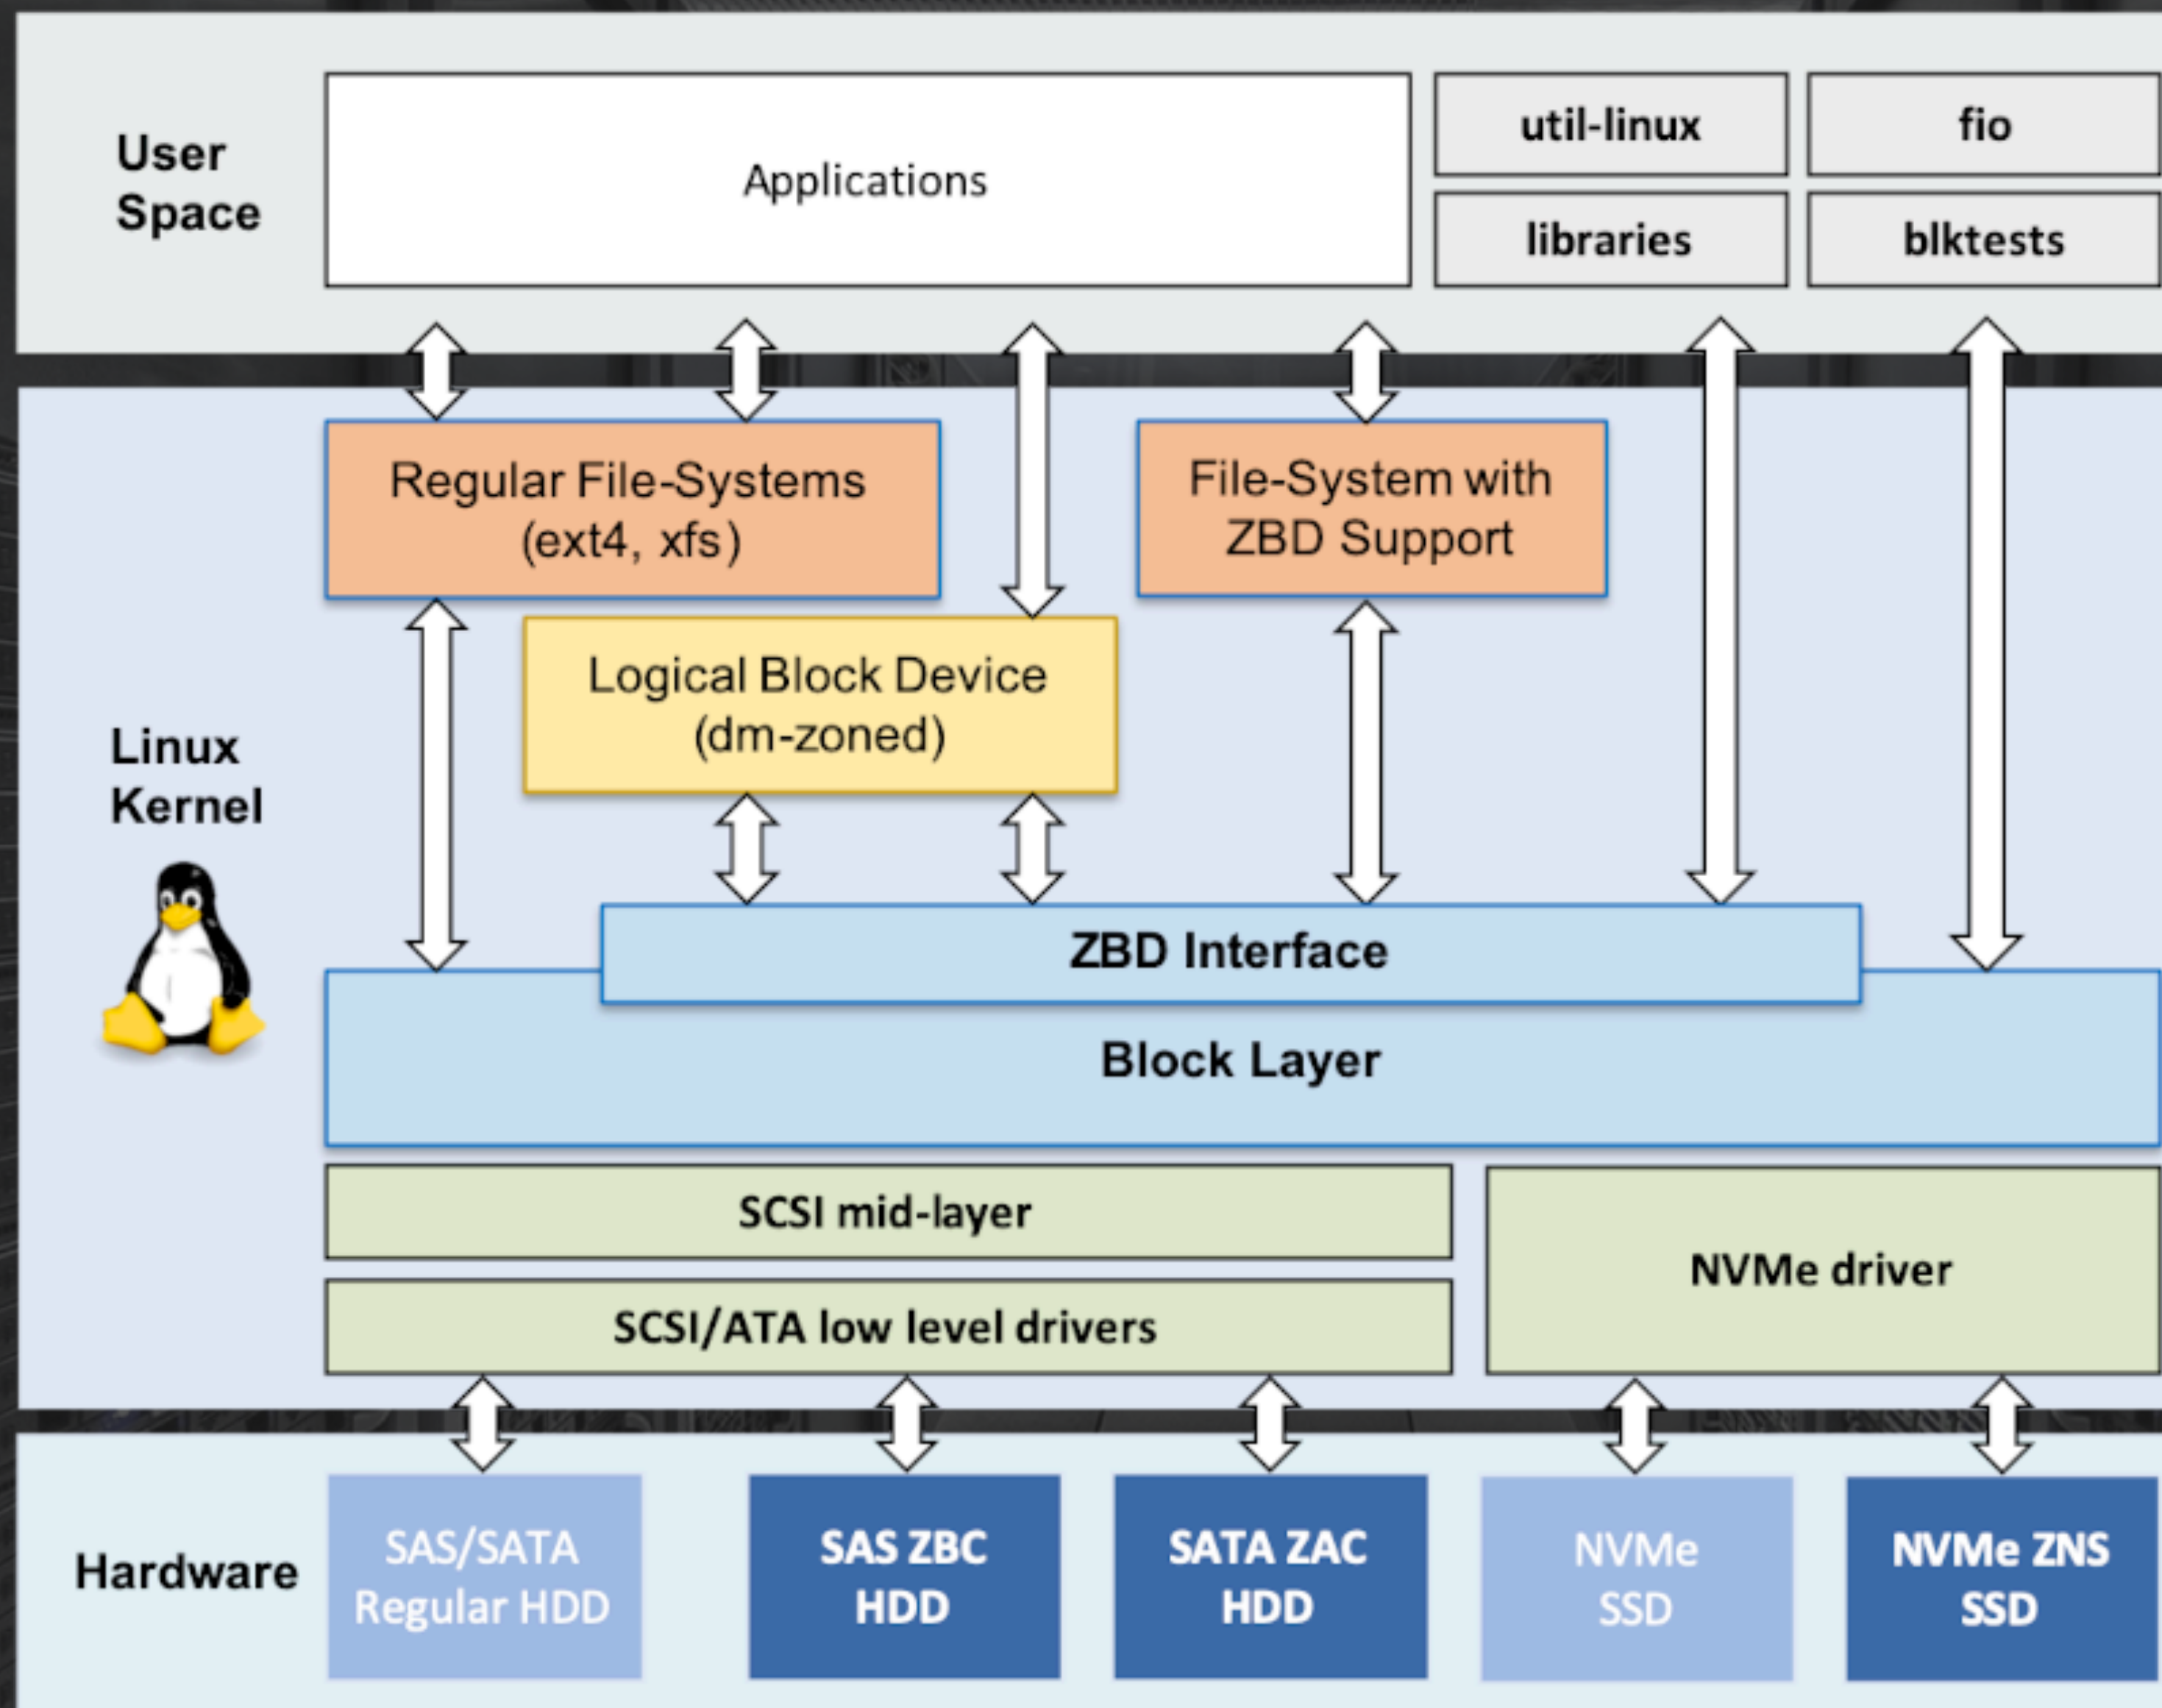 User
Space
Applications
util-linux
fio
libraries
blktests
Linux
Kernel
Regular File-Systems
(ext4, xfs)
File-System with
ZBD Support
Logical Block Device
(dm-zoned)
ZBD Interface
Block Layer
SCSI mid-layer
SCSI/ATA low level drivers
NVMe driver
Hardware
SAS/SATA
Regular HDD
SAS ZBC
HDD
SATA ZAC
HDD
NVMe
SSD
NVMe ZNS
SSD